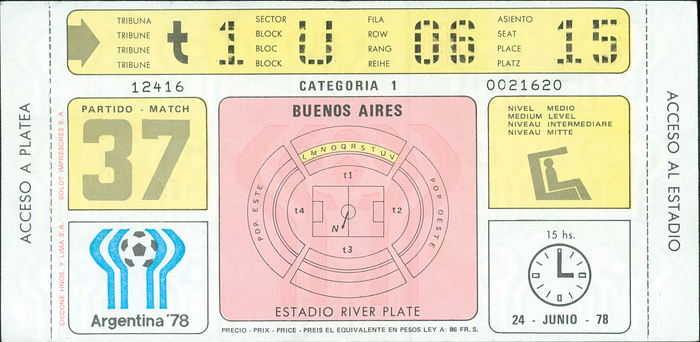 TRIBUNA
TRIBUNE
TRIBUNE
TRIBUNE
t 1
SECTOR
BLOCK
BLOC
BLOCK
U
FILA
ROW
RANG
REIHE
06
ASIENTO
SEAT
PLACE
PLATZ
15
12416
CATEGORIA 1
0021620
ACCESO A PLATEA
CICCONE HNOS. Y LIMA S.A. BOLDT IMPRESORES S.A.
PARTIDO - MATCH
37
Argentina '78
BUENOS AIRES
L M N O Q R S T U V
t1
POP. ESTE
t4
t2
POP. OESTE
N
t3
ESTADIO RIVER PLATE
PRECIO - PRIX - PRICE - PREIS EL EQUIVALENTE EN PESOS LEY A: 86 FR. S.
NIVEL MEDIO
MEDIUM LEVEL
NIVEAU INTERMEDIARE
NIVEAU MITTE
15 hs.
24 - JUNIO - 78
ACCESO AL ESTADIO